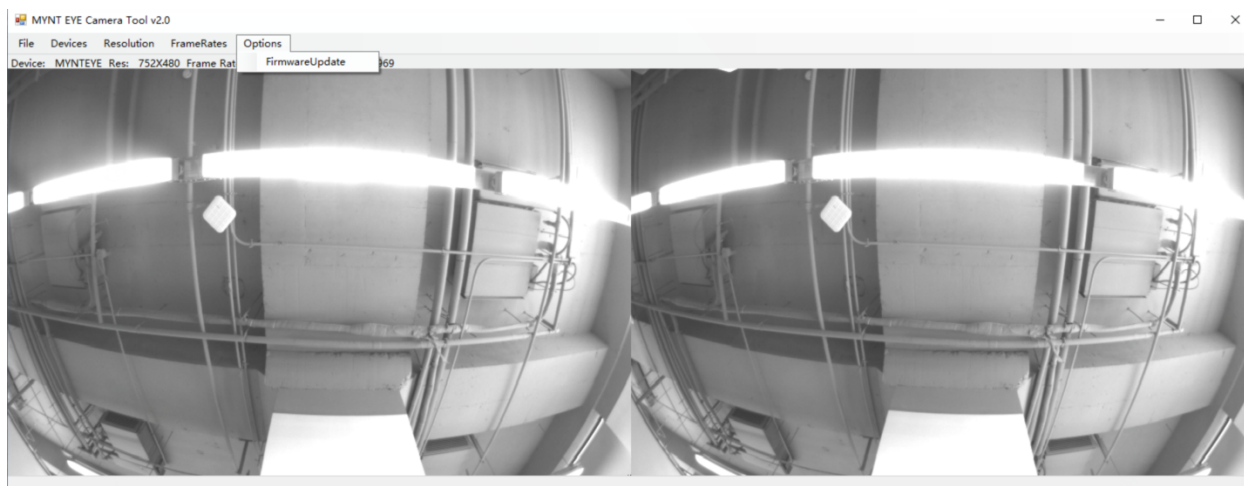 MYNT EYE Camera Tool v2.0
File Devices Resolution FrameRates Options
FirmwareUpdate
Device: MYNTEYE Res: 752X480 Frame Rat 969